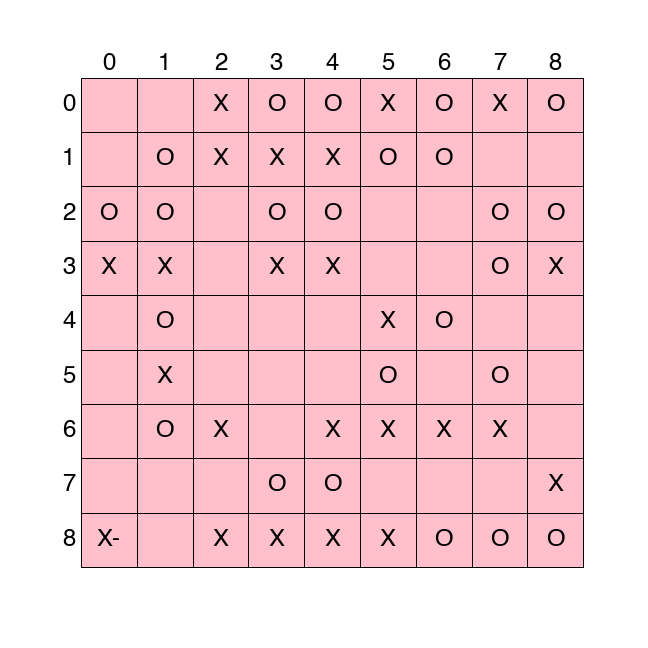 0 1 2 3 4 5 6 7 8
0 X O O X O X O
1 O X X X O O
2 O O O O O O
3 X X X X O X
4 O X O
5 X O O
6 O X X X X X
7 O O X
8 X- X X X X O O O